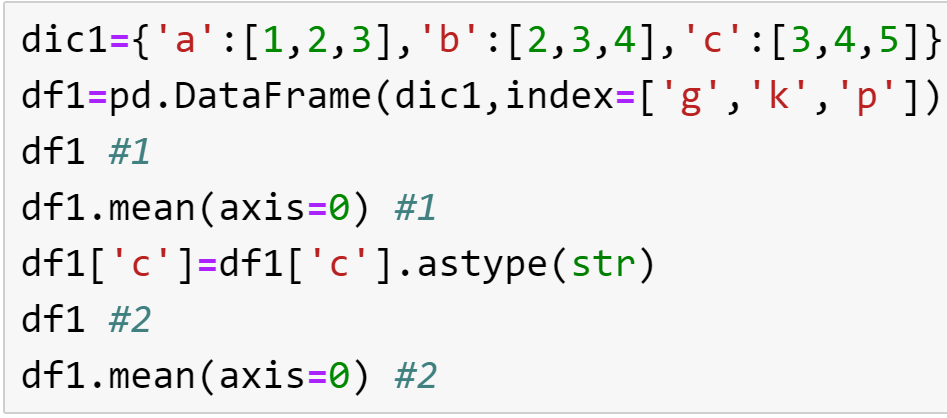 dic1={'a':[1,2,3],'b':[2,3,4],'c':[3,4,5]}
df1=pd.DataFrame(dic1,index=['g','k','p'])
df1 #1
df1.mean(axis=0) #1
df1['c']=df1['c'].astype(str)
df1 #2
df1.mean(axis=0) #2